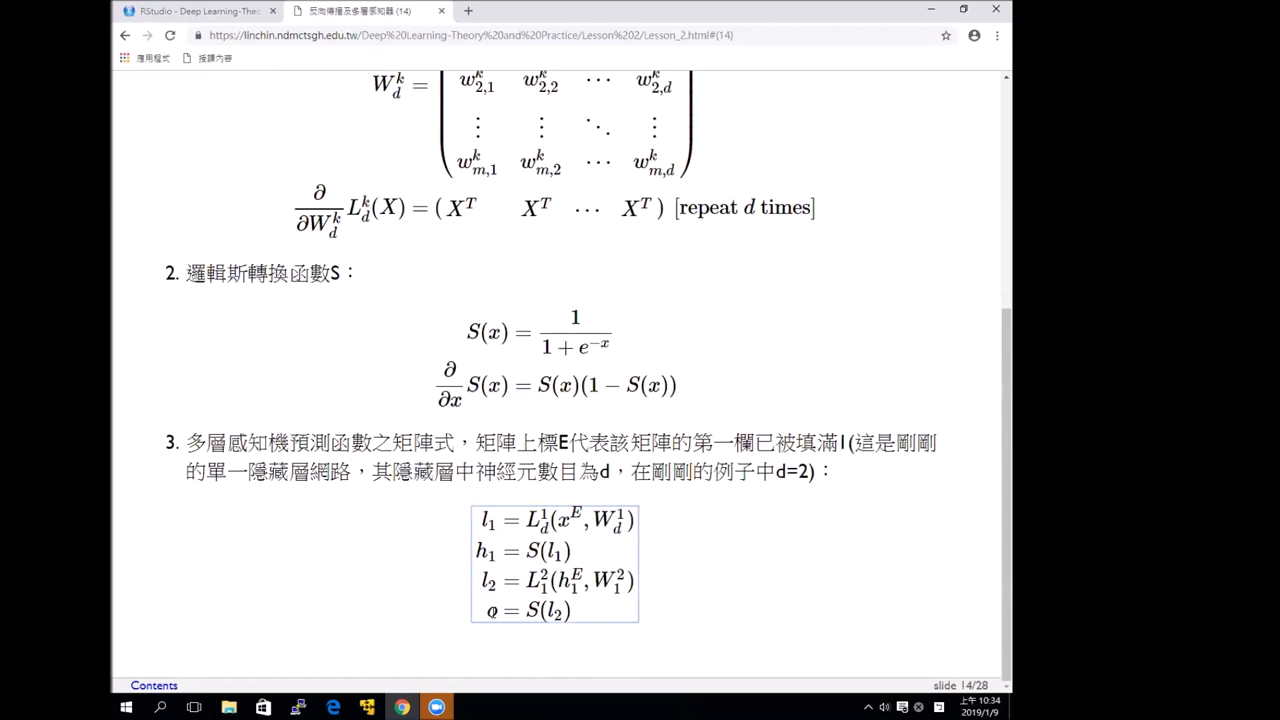 RStudio - Deep Learning-The
反向傳播及多層感知器 (14)
https://linchin.ndmctsgh.edu.tw/Deep%20Learning-Theory%20and%20Practice/Lesson%202/Lesson_2.html#(14)
應用程式 授課內容
W_d^k = ( w_{2,1}^k w_{2,2}^k ⋯ w_{2,d}^k
⋮ ⋮ ⋱ ⋮
w_{m,1}^k w_{m,2}^k ⋯ w_{m,d}^k )
∂/∂W_d^k L_d^k(X) = ( X^T X^T ⋯ X^T ) [repeat d times]
2. 邏輯斯轉換函數S：
S(x) = 1/(1 + e^{−x})
∂/∂x S(x) = S(x)(1 − S(x))
3. 多層感知機預測函數之矩陣式，矩陣上標E代表該矩陣的第一欄已被填滿1(這是剛剛
的單一隱藏層網路，其隱藏層中神經元數目為d，在剛剛的例子中d=2)：
l_1 = L_d^1(x^E, W_d^1)
h_1 = S(l_1)
l_2 = L_1^2(h_1^E, W_1^2)
o = S(l_2)
Contents slide 14/28
上午 10:34
2019/1/9